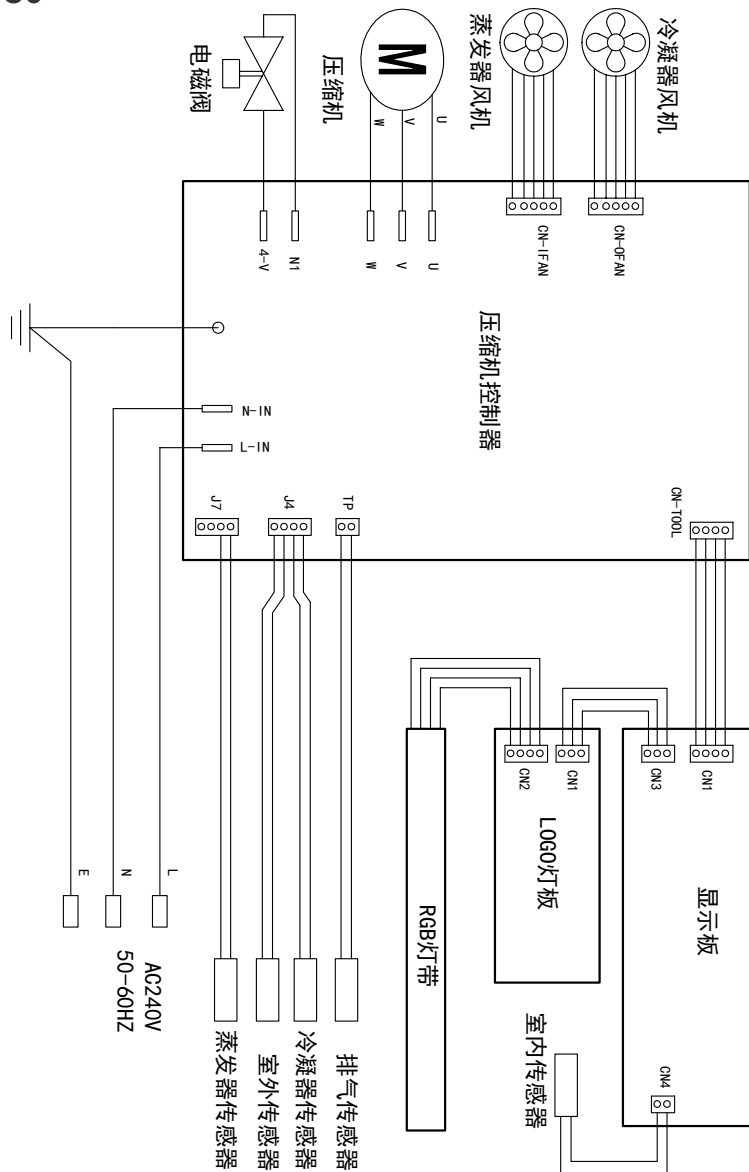 电磁阀
压缩机
M
蒸发器风机
冷凝器风机
W
V
U
4-V
N1
W
V
U
CN-IFAN
CN-OFAN
压缩机控制器
N-IN
L-IN
J7
J4
TP
CN-TOOL
CN2
CN1
CN3
CN1
LOGO灯板
显示板
RGB灯带
E
N
L
AC240V
50-60HZ
蒸发器传感器
室外传感器
冷凝器传感器
排气传感器
室内传感器
CN4